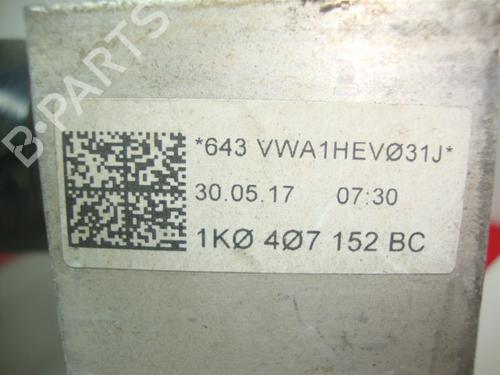 B-PARTS
*643 VWA1HEVØ31J*
30.05.17 07:30
1KØ 4Ø7 152 BC